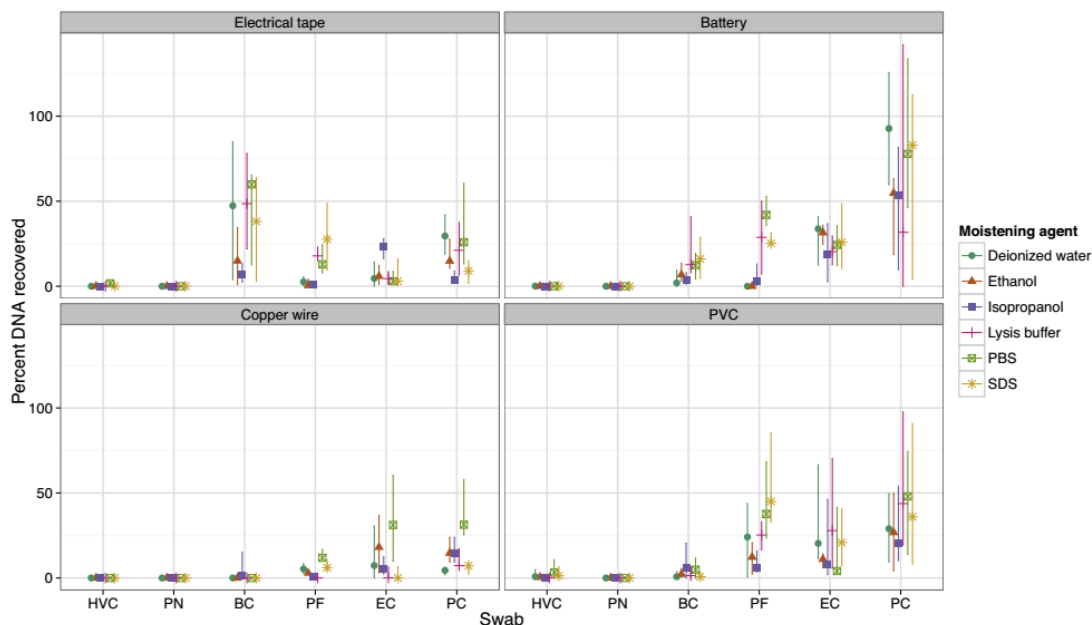 Electrical tape
Battery
100
50
0
Copper wire
PVC
100
50
0
HVC PN BC PF EC PC
HVC PN BC PF EC PC
Swab
Percent DNA recovered
Moistening agent
Deionized water
Ethanol
Isopropanol
Lysis buffer
PBS
SDS